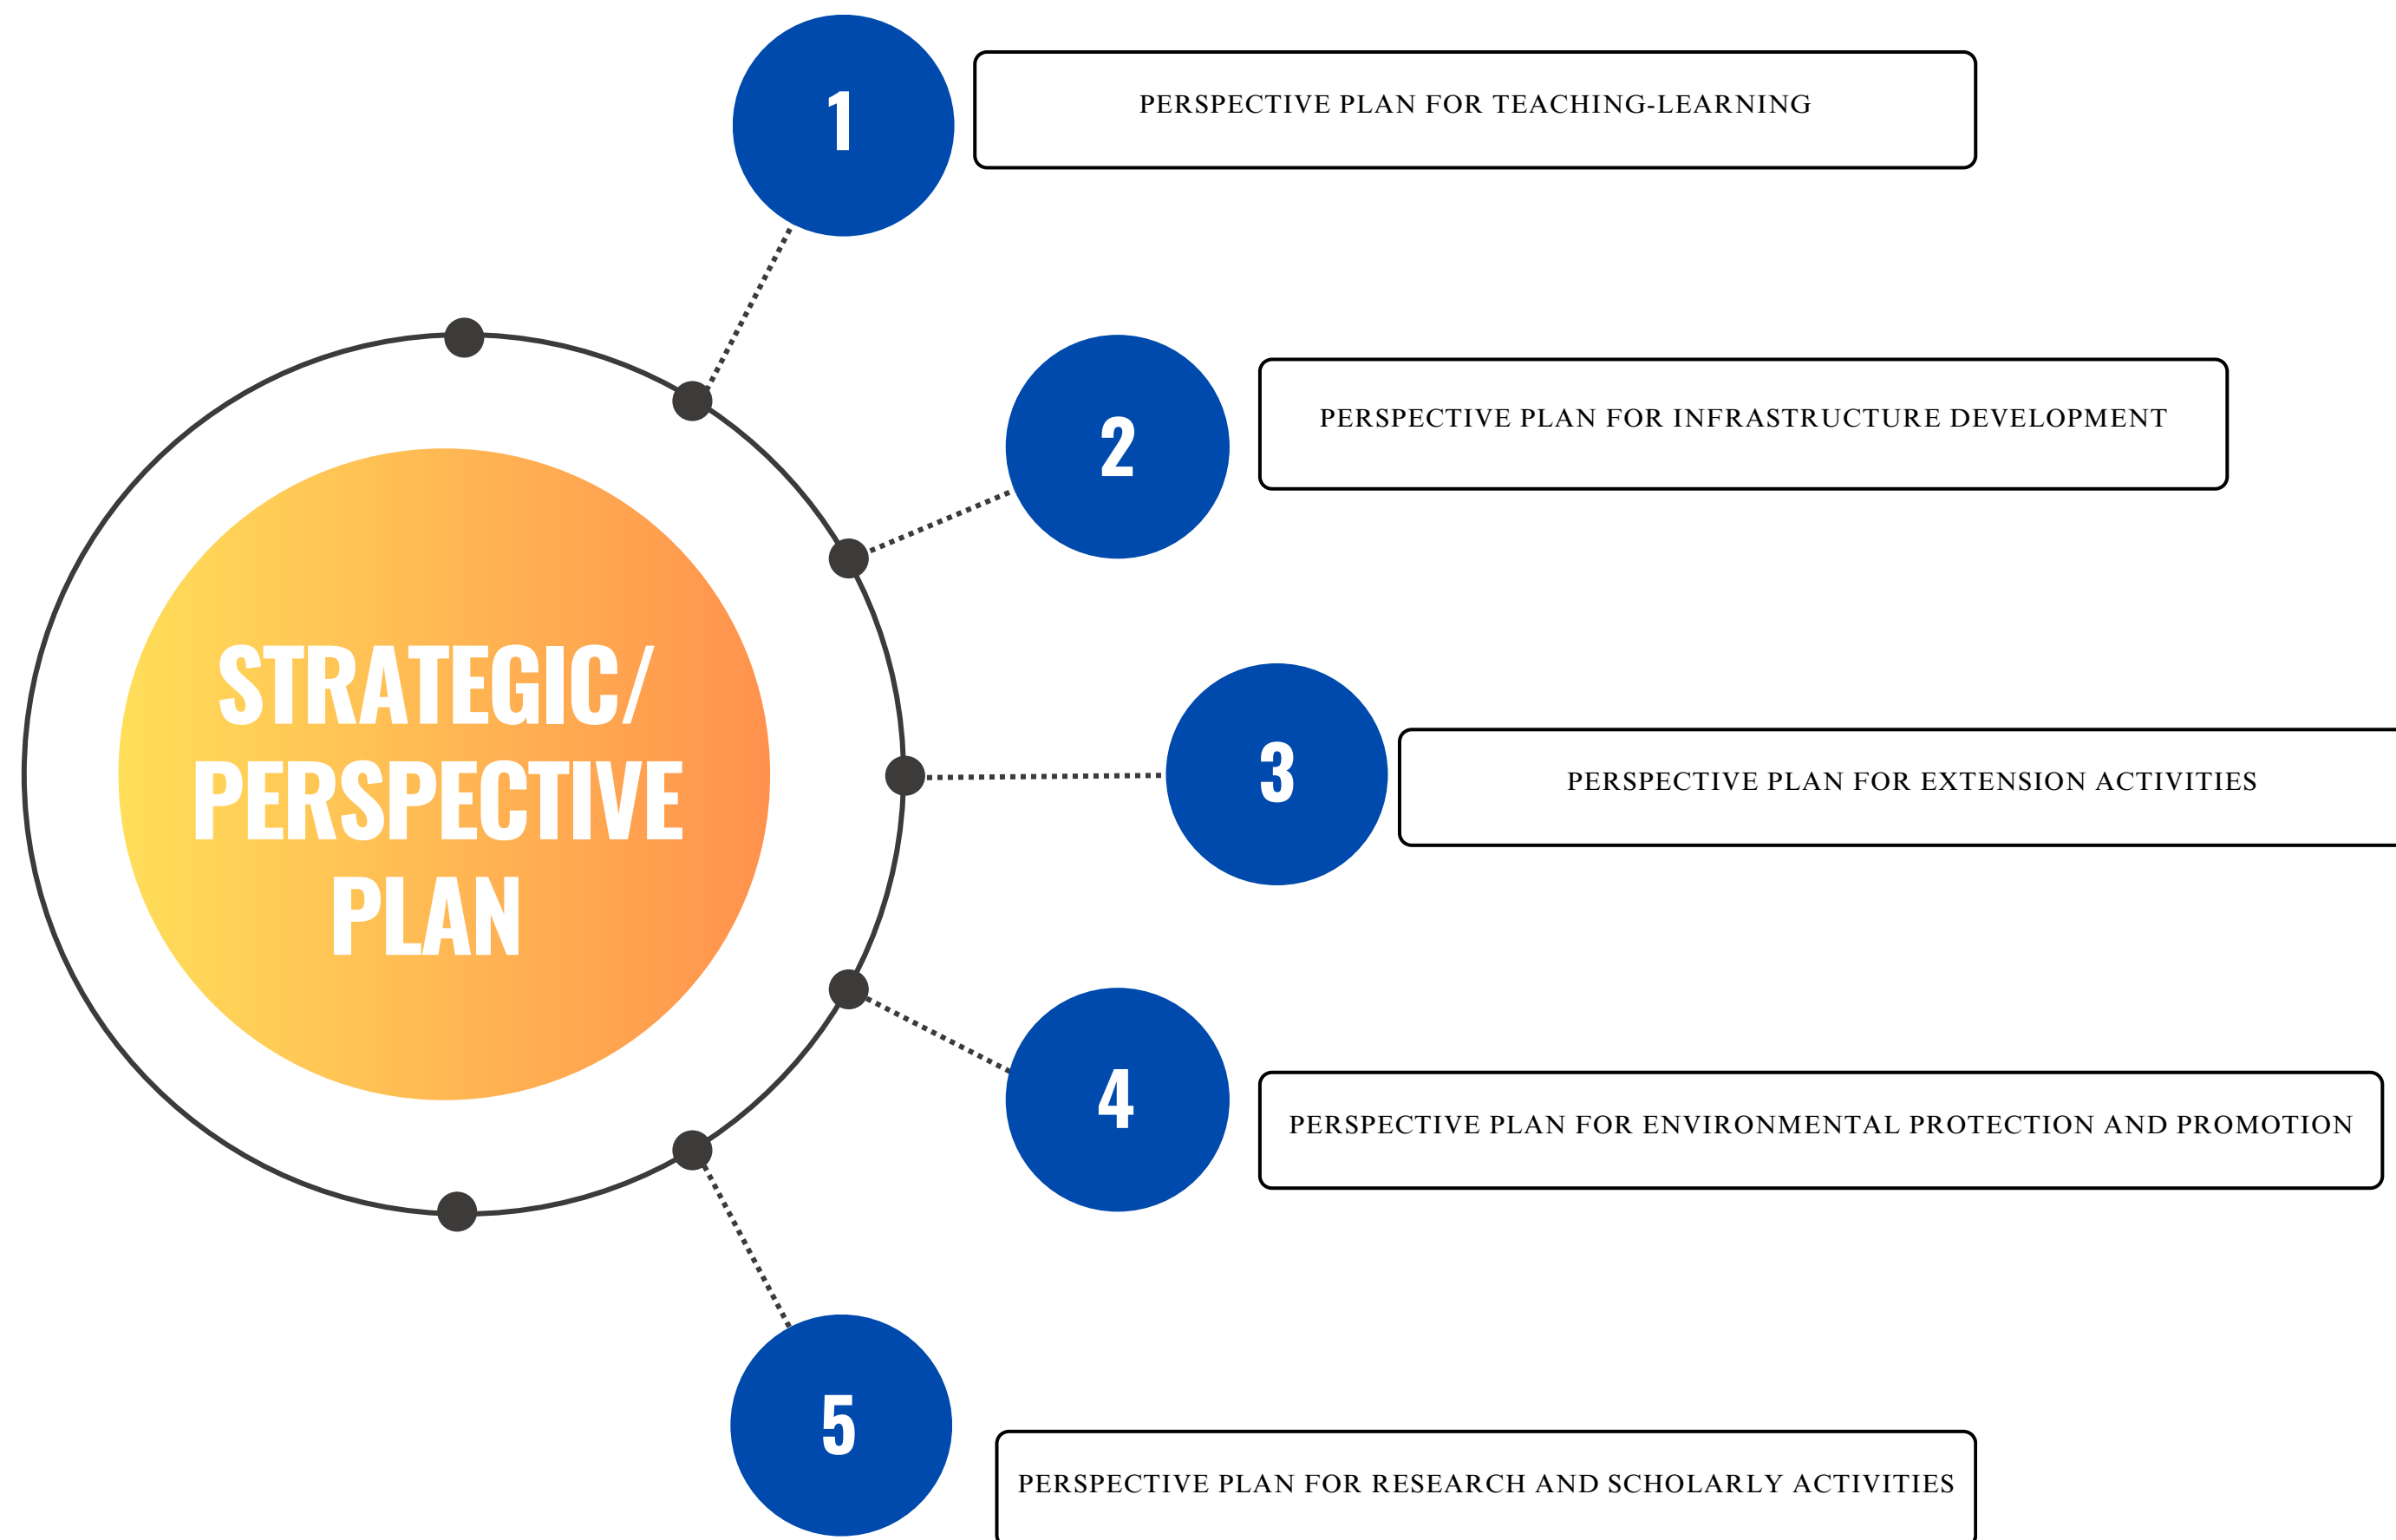 1
PERSPECTIVE PLAN FOR TEACHING-LEARNING
2
PERSPECTIVE PLAN FOR INFRASTRUCTURE DEVELOPMENT
STRATEGIC/
PERSPECTIVE
PLAN
3
PERSPECTIVE PLAN FOR EXTENSION ACTIVITIES
4
PERSPECTIVE PLAN FOR ENVIRONMENTAL PROTECTION AND PROMOTION
5
PERSPECTIVE PLAN FOR RESEARCH AND SCHOLARLY ACTIVITIES